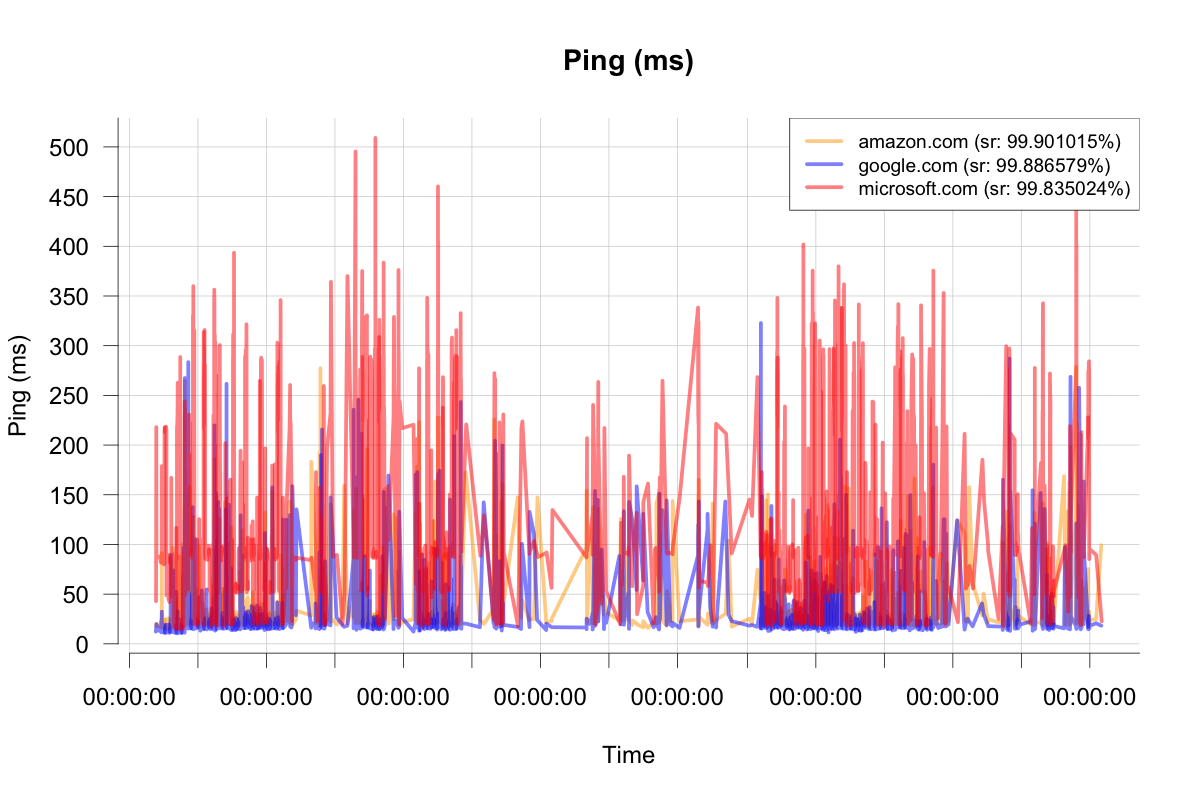 Ping (ms)
amazon.com (sr: 99.901015%)
google.com (sr: 99.886579%)
microsoft.com (sr: 99.835024%)
500
450
400
350
300
250
200
150
100
50
0
Ping (ms)
00:00:00 00:00:00 00:00:00 00:00:00 00:00:00 00:00:00 00:00:00 00:00:00
Time